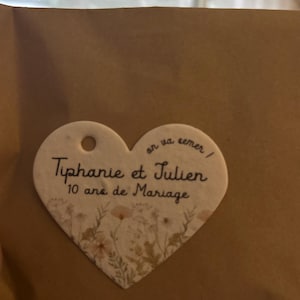 on va semer !
Tiphanie et Julien
10 ans de Mariage